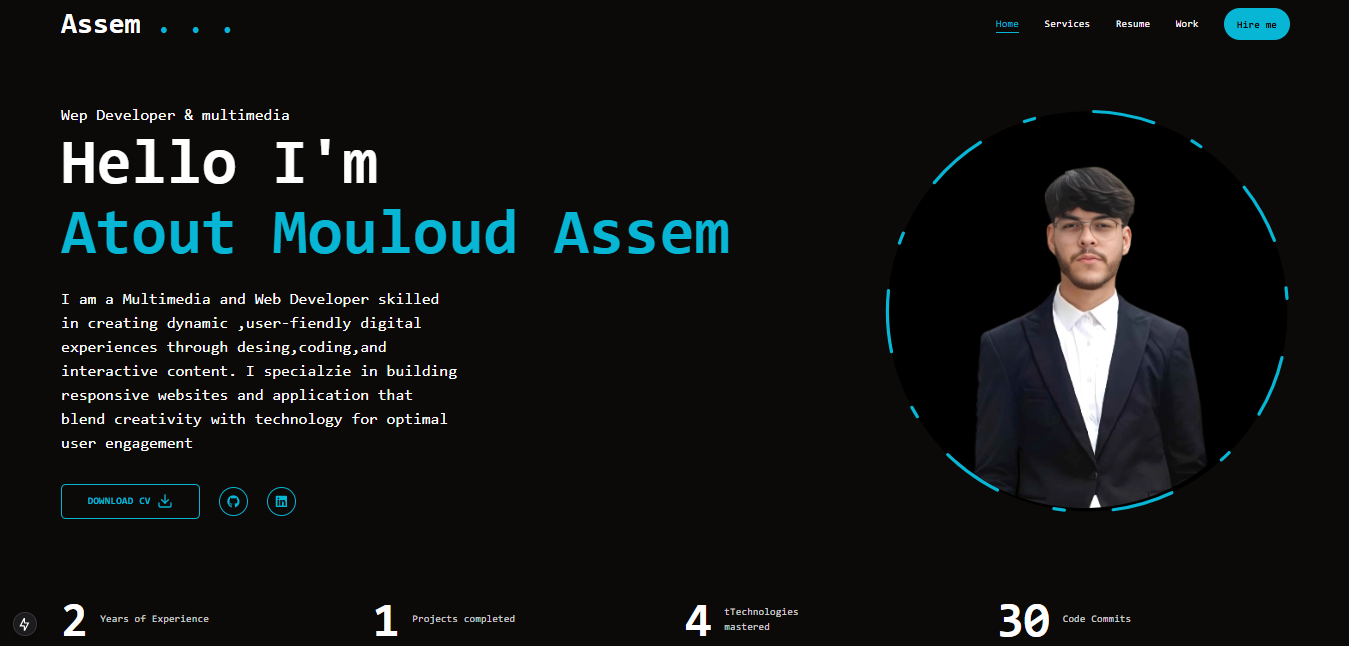 Assem . . .
Home Services Resume Work Hire me
Wep Developer & multimedia
Hello I'm
Atout Mouloud Assem
I am a Multimedia and Web Developer skilled
in creating dynamic ,user-fiendly digital
experiences through desing,coding,and
interactive content. I specialzie in building
responsive websites and application that
blend creativity with technology for optimal
user engagement
DOWNLOAD CV
2 Years of Experience
1 Projects completed
4 tTechnologies
mastered
30 Code Commits